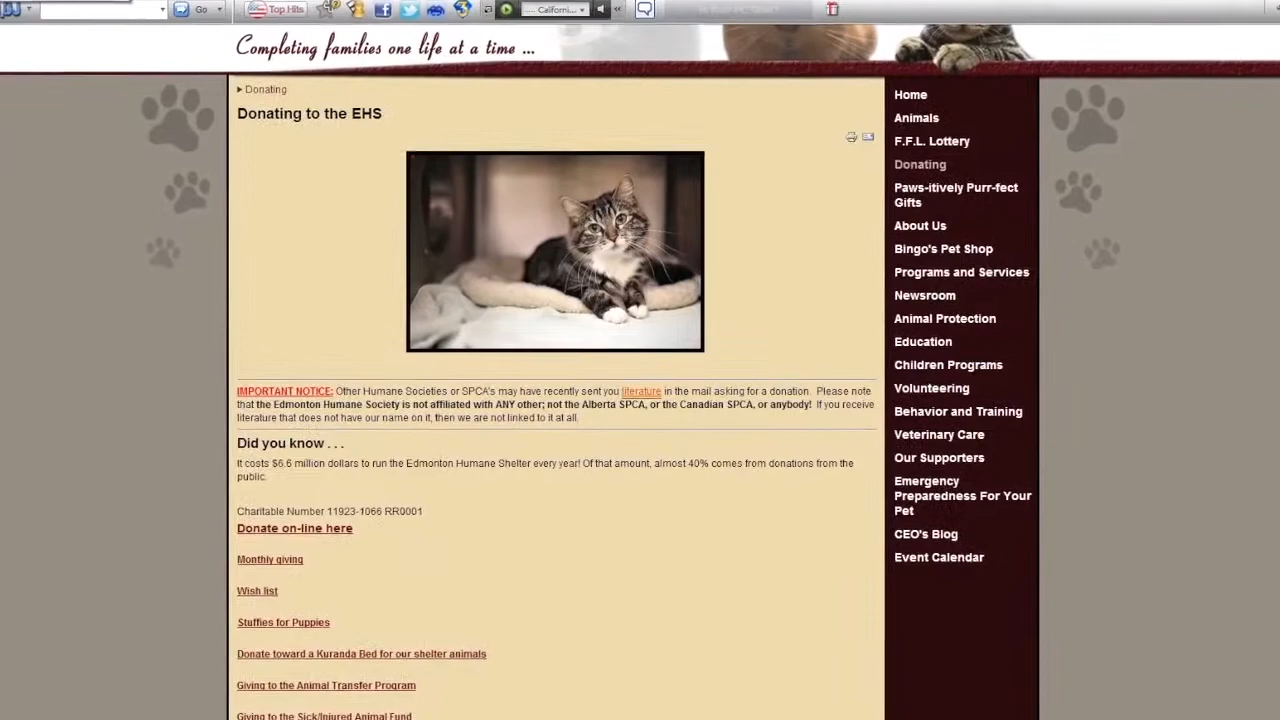 Go
Top Hits
.... Californi...
Completing families one life at a time ...
Donating
Donating to the EHS
IMPORTANT NOTICE: Other Humane Societies or SPCA's may have recently sent you literature in the mail asking for a donation. Please note
that the Edmonton Humane Society is not affiliated with ANY other; not the Alberta SPCA, or the Canadian SPCA, or anybody! If you receive
literature that does not have our name on it, then we are not linked to it at all.
Did you know . . .
It costs $6.6 million dollars to run the Edmonton Humane Shelter every year! Of that amount, almost 40% comes from donations from the
public.
Charitable Number 11923-1066 RR0001
Donate on-line here
Monthly giving
Wish list
Stuffies for Puppies
Donate toward a Kuranda Bed for our shelter animals
Giving to the Animal Transfer Program
Giving to the Sick/Injured Animal Fund
Home
Animals
F.F.L. Lottery
Donating
Paws-itively Purr-fect
Gifts
About Us
Bingo's Pet Shop
Programs and Services
Newsroom
Animal Protection
Education
Children Programs
Volunteering
Behavior and Training
Veterinary Care
Our Supporters
Emergency
Preparedness For Your
Pet
CEO's Blog
Event Calendar